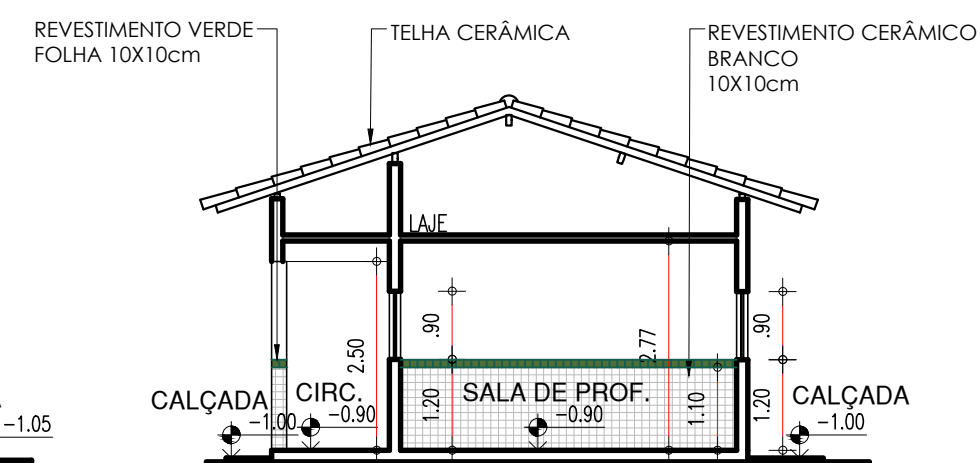 REVESTIMENTO VERDE
FOLHA 10X10cm
TELHA CERÂMICA
REVESTIMENTO CERÂMICO
BRANCO
10X10cm
LAJE
.90
2.50
2.77
.90
CALÇADA
CIRC.
1.20
SALA DE PROF.
1.10
1.20
CALÇADA
-1.05
-1.00
-0.90
-0.90
-1.00